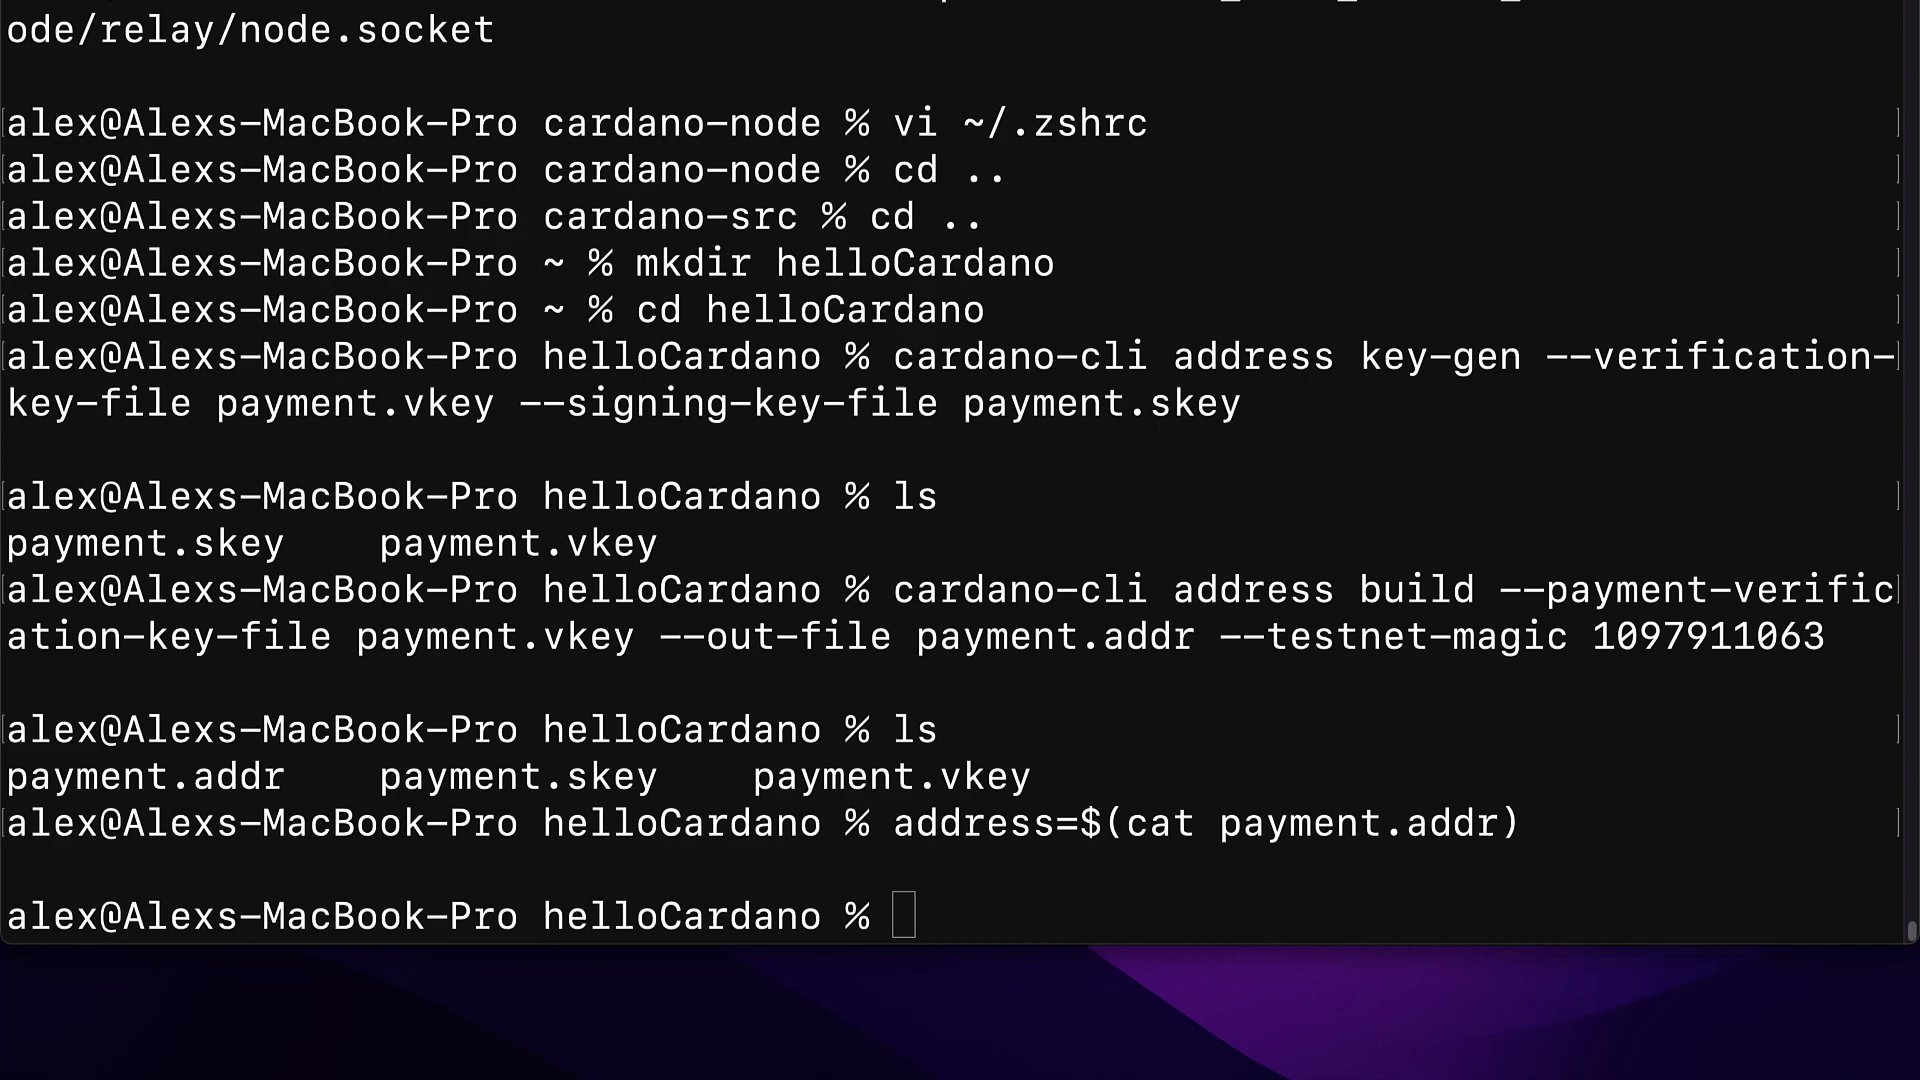 ode/relay/node.socket
alex@Alexs-MacBook-Pro cardano-node % vi ~/.zshrc
alex@Alexs-MacBook-Pro cardano-node % cd ..
alex@Alexs-MacBook-Pro cardano-src % cd ..
alex@Alexs-MacBook-Pro ~ % mkdir helloCardano
alex@Alexs-MacBook-Pro ~ % cd helloCardano
alex@Alexs-MacBook-Pro helloCardano % cardano-cli address key-gen --verification-
key-file payment.vkey --signing-key-file payment.skey
alex@Alexs-MacBook-Pro helloCardano % ls
payment.skey    payment.vkey
alex@Alexs-MacBook-Pro helloCardano % cardano-cli address build --payment-verific
ation-key-file payment.vkey --out-file payment.addr --testnet-magic 1097911063
alex@Alexs-MacBook-Pro helloCardano % ls
payment.addr    payment.skey    payment.vkey
alex@Alexs-MacBook-Pro helloCardano % address=$(cat payment.addr)
alex@Alexs-MacBook-Pro helloCardano %